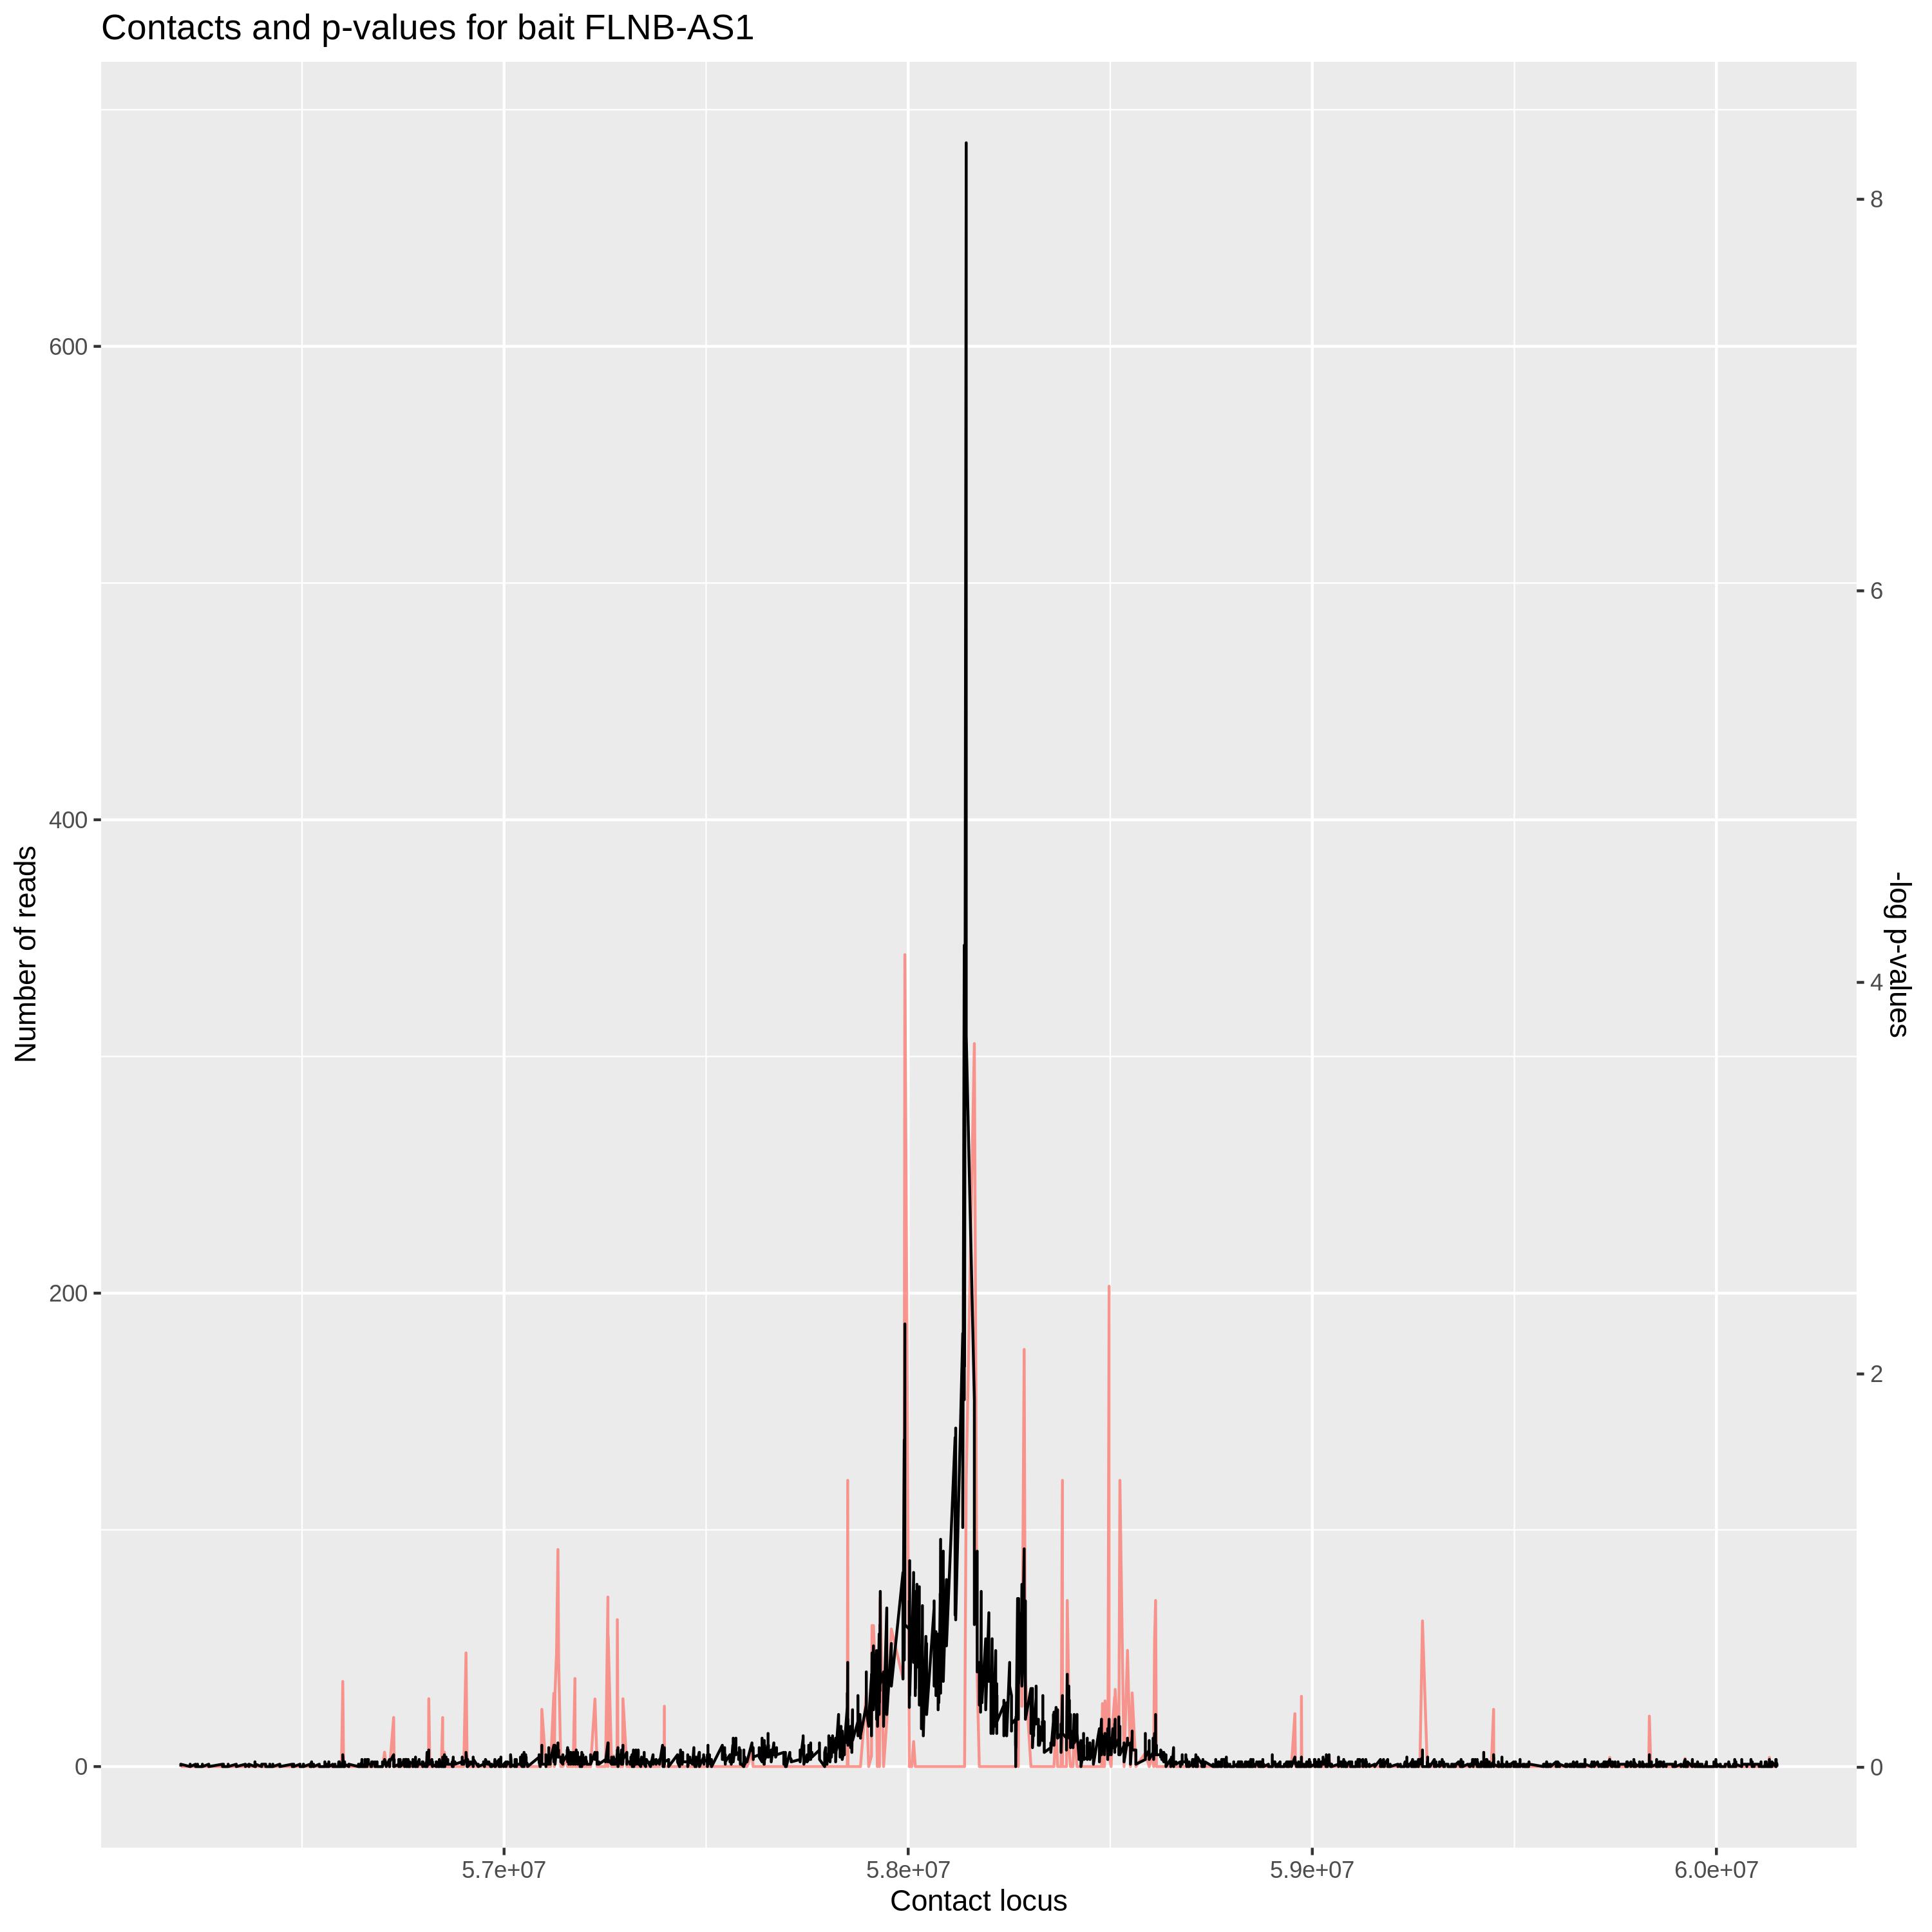 Contacts and p-values for bait FLNB-AS1
600
400
200
0
Number of reads
8
6
4
2
0
-log p-values
5.7e+07
5.8e+07
5.9e+07
6.0e+07
Contact locus